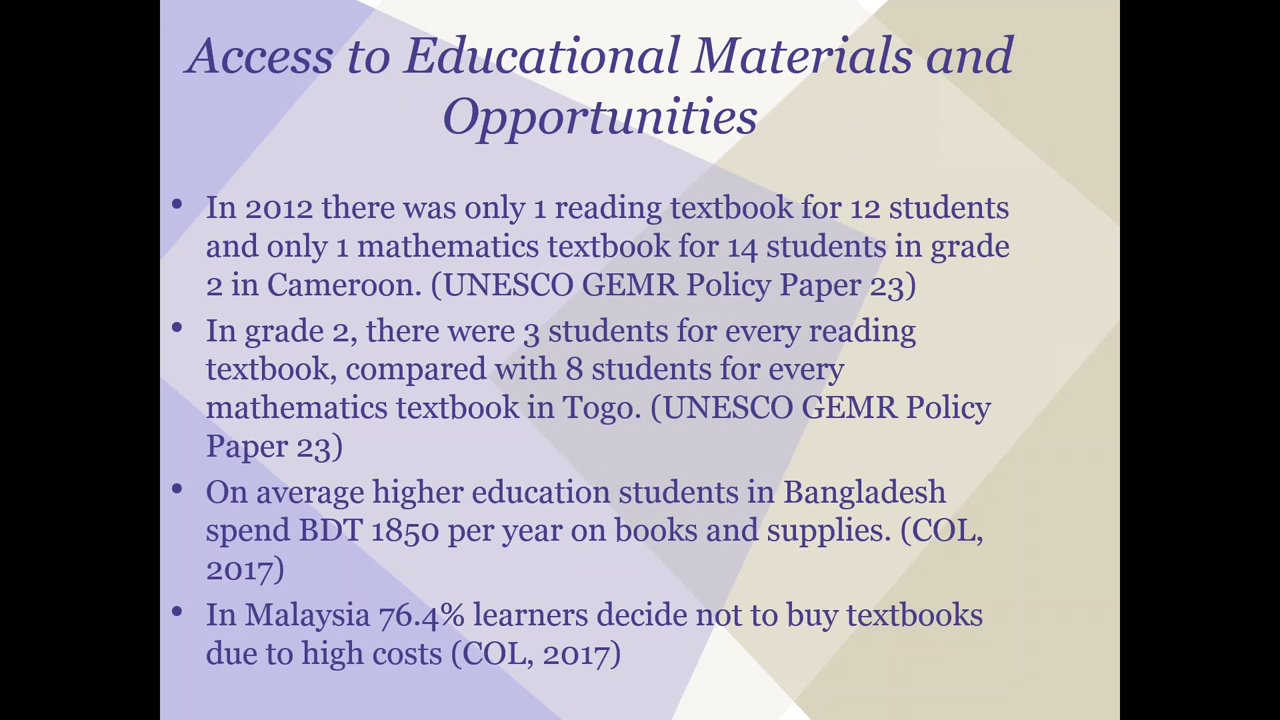 Access to Educational Materials and
Opportunities
• In 2012 there was only 1 reading textbook for 12 students
and only 1 mathematics textbook for 14 students in grade
2 in Cameroon. (UNESCO GEMR Policy Paper 23)
• In grade 2, there were 3 students for every reading
textbook, compared with 8 students for every
mathematics textbook in Togo. (UNESCO GEMR Policy
Paper 23)
• On average higher education students in Bangladesh
spend BDT 1850 per year on books and supplies. (COL,
2017)
• In Malaysia 76.4% learners decide not to buy textbooks
due to high costs (COL, 2017)